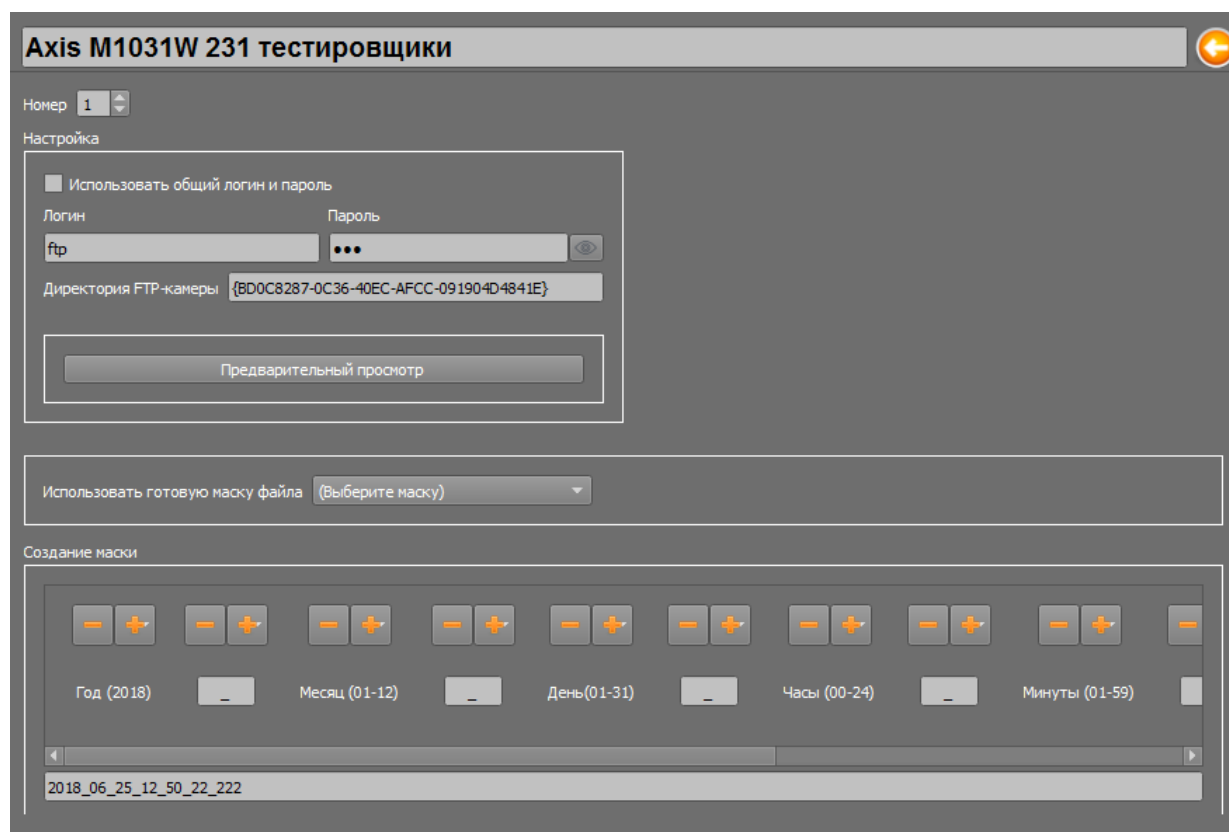 Axis M1031W 231 тестировщики
Номер 1
Настройка
Использовать общий логин и пароль
Логин Пароль
ftp •••
Директория FTP-камеры {BD0C8287-0C36-40EC-AFCC-091904D4841E}
Предварительный просмотр
Использовать готовую маску файла (Выберите маску)
Создание маски
Год (2018) _ Месяц (01-12) _ День(01-31) _ Часы (00-24) _ Минуты (01-59)
2018_06_25_12_50_22_222